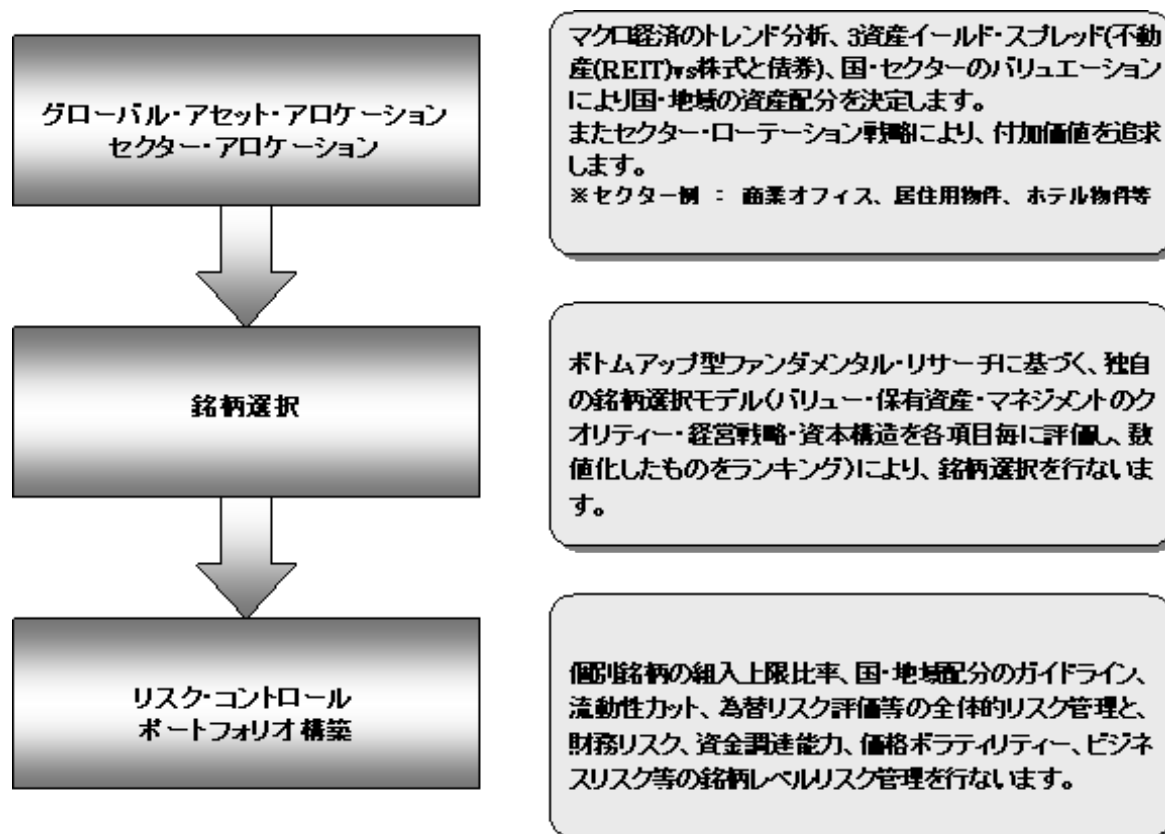 グローバル・アセット・アロケーション
セクター・アロケーション
マクロ経済のトレンド分析、3資産イールド・スプレッド(不動
産(REIT)vs株式と債券)、国・セクターのバリュエーション
により国・地域の資産配分を決定します。
またセクター・ローテーション戦略により、付加価値を追求
します。
※セクター例 : 商業オフィス、居住用物件、ホテル物件等
銘柄選択
ボトムアップ型ファンダメンタル・リサーチに基づく、独自
の銘柄選択モデル(バリュー・保有資産・マネジメントのク
オリティー・経営戦略・資本構造を各項目毎に評価し、数
値化したものをランキング)により、銘柄選択を行ないま
す。
リスク・コントロール
ポートフォリオ構築
個別銘柄の組入上限比率、国・地域配分のガイドライン、
流動性カット、為替リスク評価等の全体的リスク管理と、
財務リスク、資金調達能力、価格ボラティリティー、ビジネ
スリスク等の銘柄レベルリスク管理を行ないます。